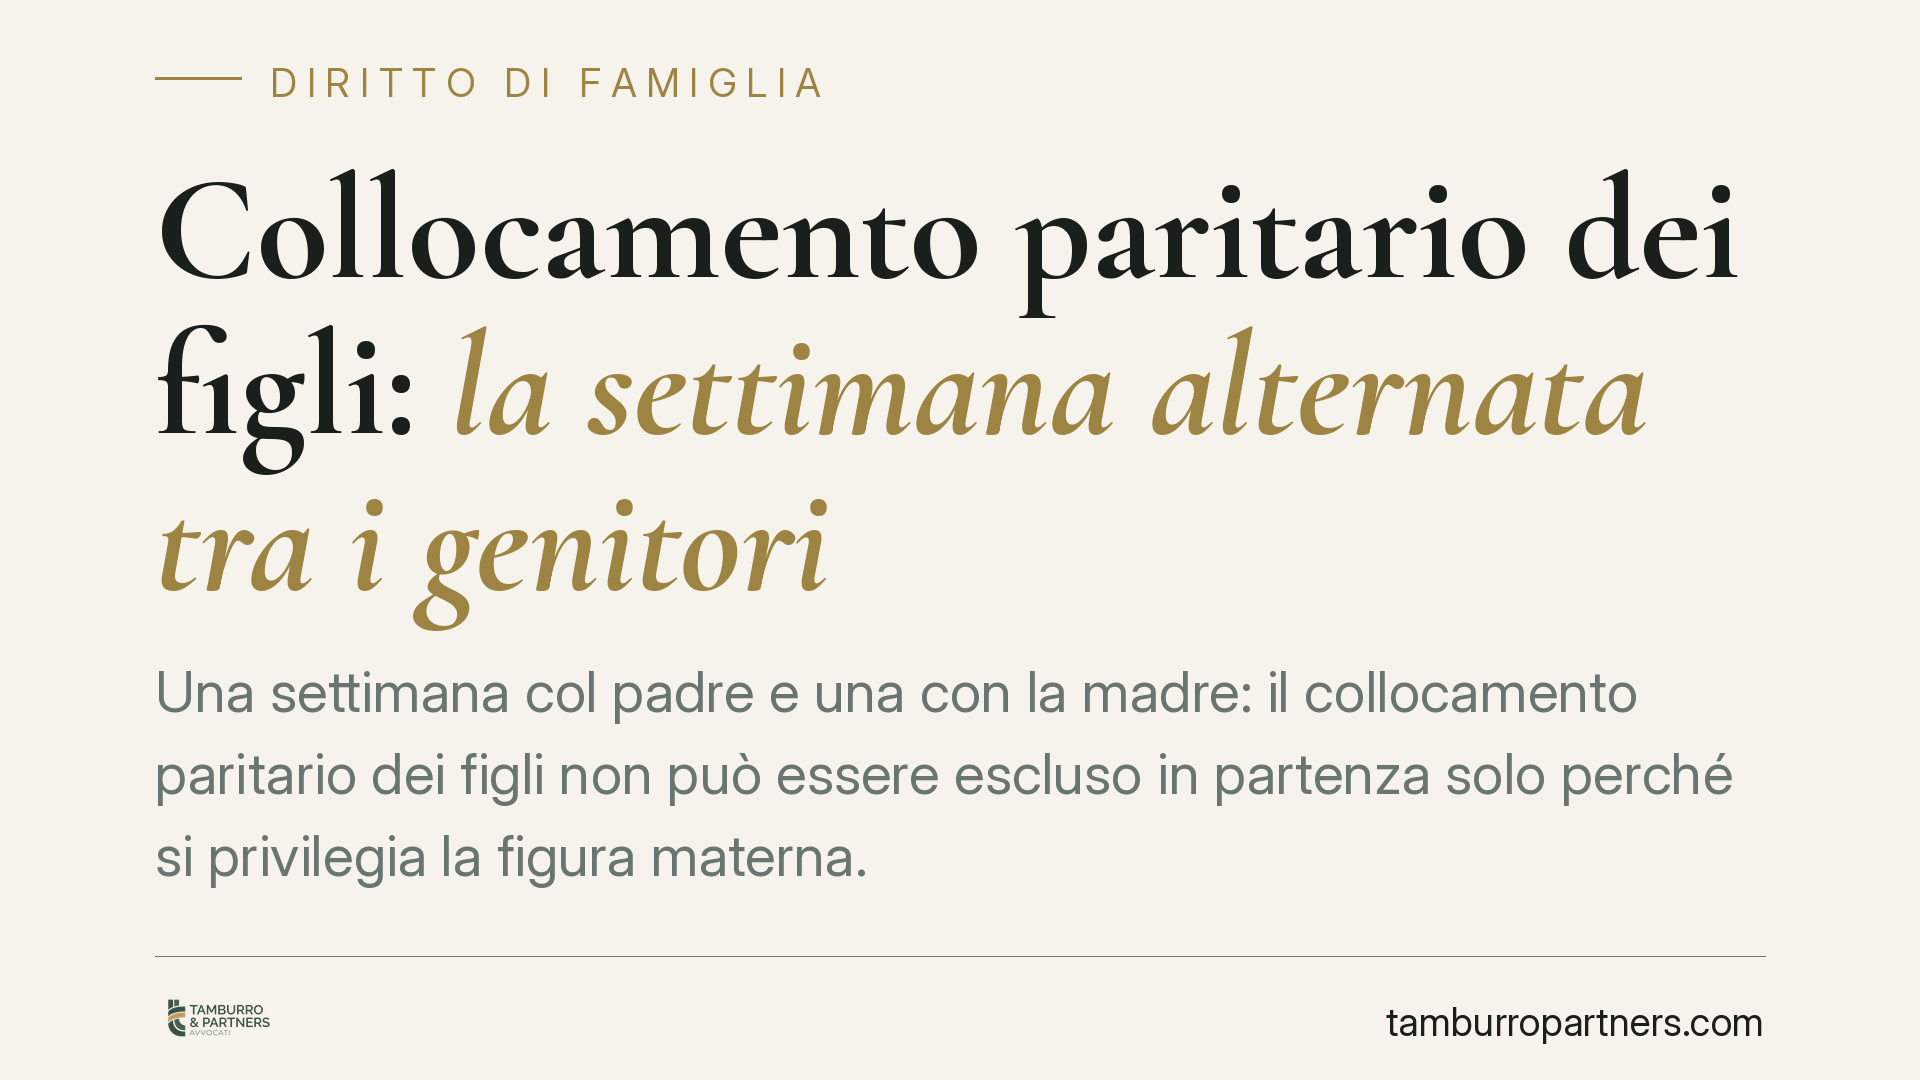 DIRITTO DI FAMIGLIA
Collocamento paritario dei
figli: la settimana alternata
tra i genitori
Una settimana col padre e una con la madre: il collocamento
paritario dei figli non può essere escluso in partenza solo perché
si privilegia la figura materna.
TAMBURRO
& PARTNERS
AVVOCATI
tamburropartners.com